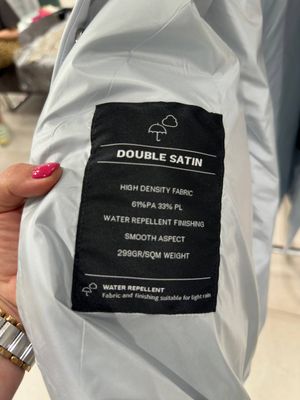 DOUBLE SATIN
HIGH DENSITY FABRIC
61%PA 33% PL
WATER REPELLENT FINISHING
SMOOTH ASPECT
299GR/SQM WEIGHT
WATER REPELLENT
Fabric and finishing suitable for light rain